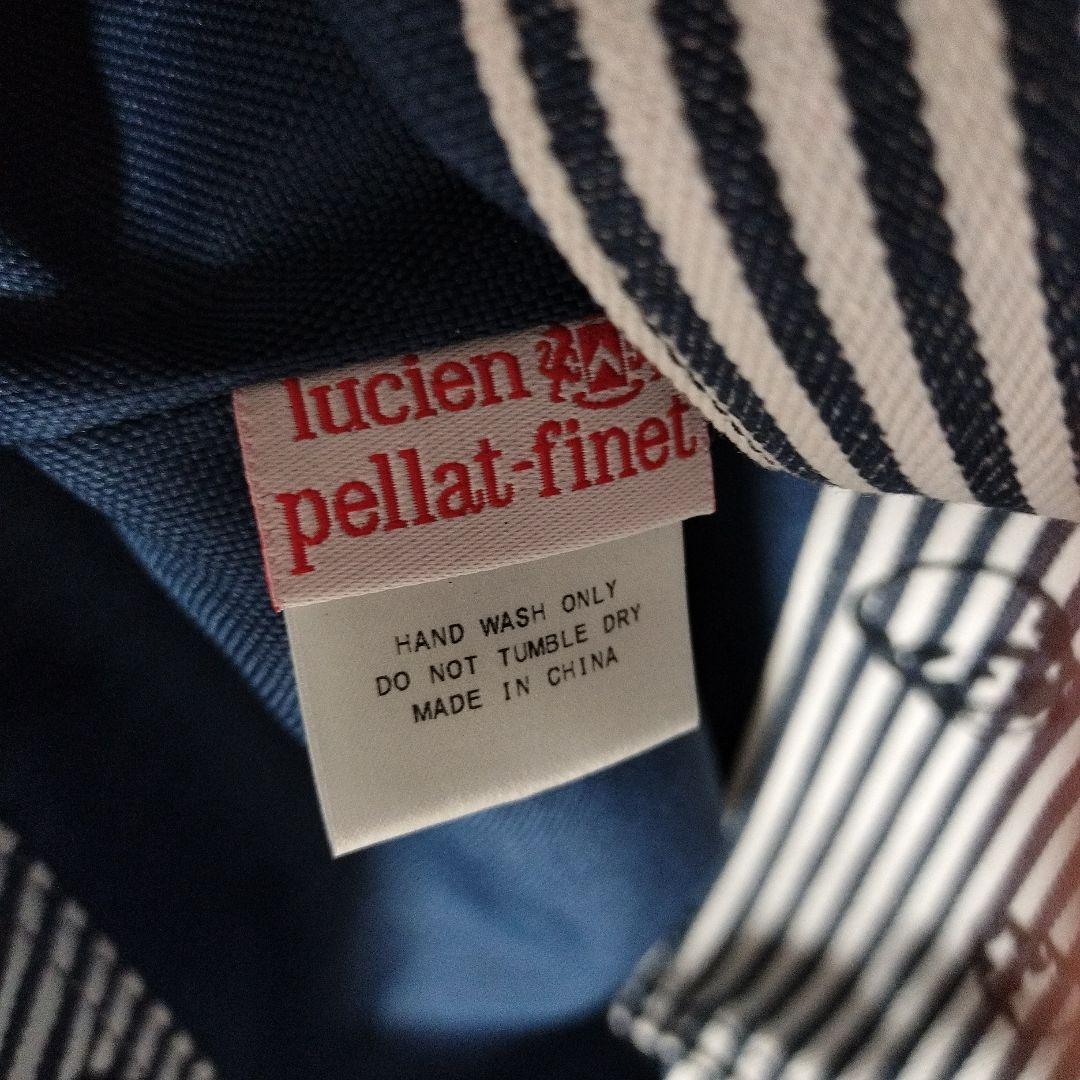 lucien
pellat-finet
HAND WASH ONLY
DO NOT TUMBLE DRY
MADE IN CHINA